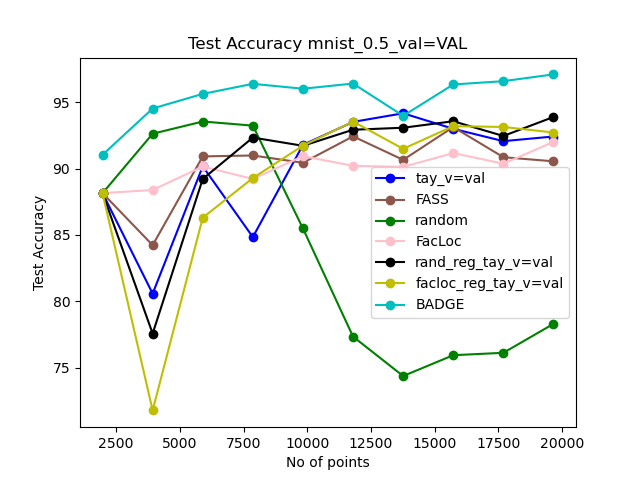 Test Accuracy mnist_0.5_val=VAL
Test Accuracy
95
90
85
80
75
tay_v=val
FASS
random
FacLoc
rand_reg_tay_v=val
facloc_reg_tay_v=val
BADGE
2500
5000
7500
10000
12500
15000
17500
20000
No of points